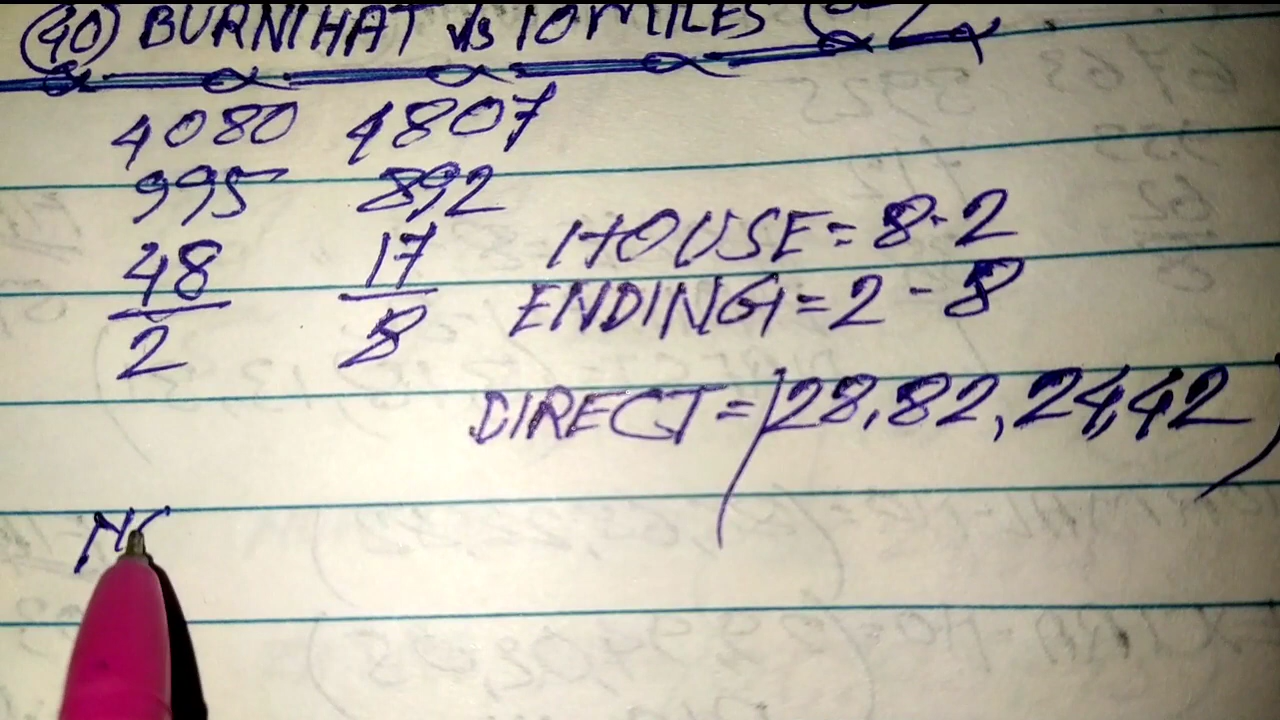 (40) BURNIHAT vs 10 MILES
4080 4807
995 892
48 17
2 8
HOUSE = 8-2
ENDING = 2-8
DIRECT = (28, 82, 24, 42)